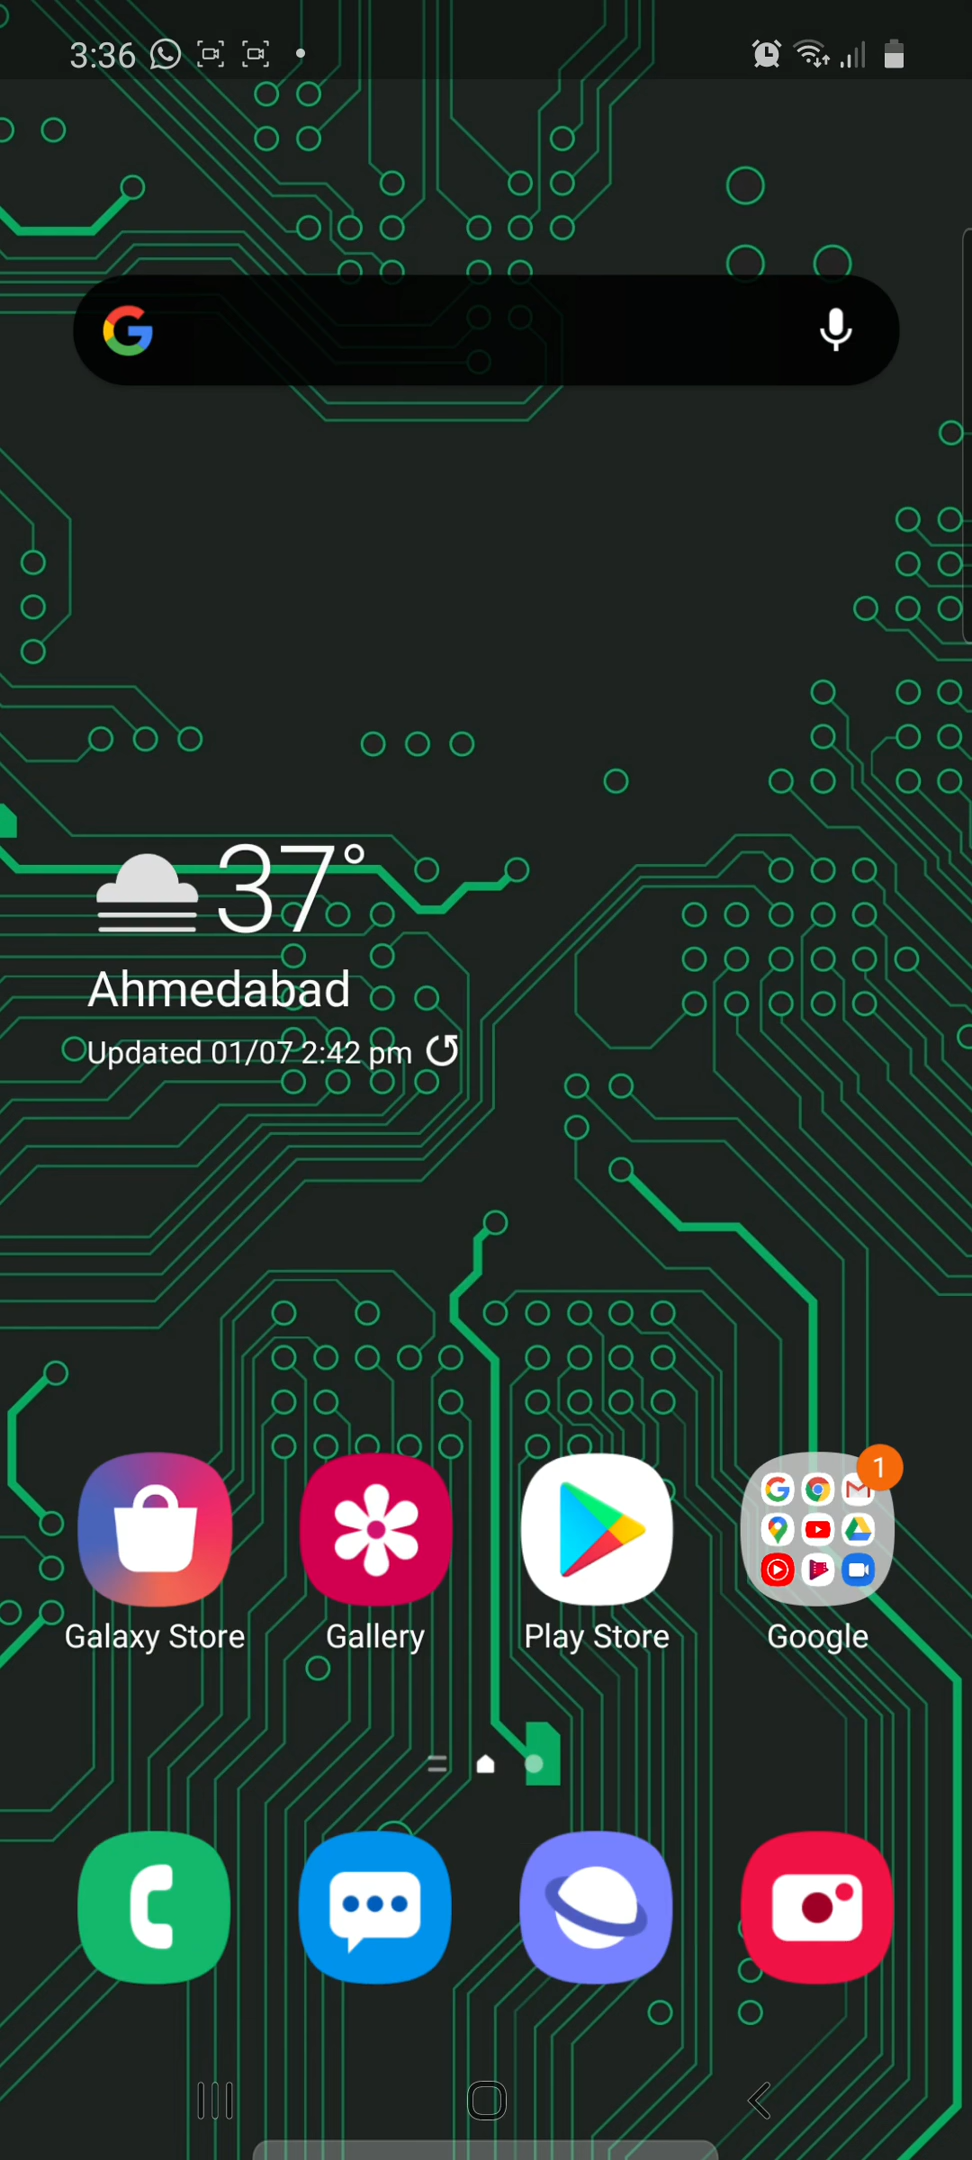 3:36
37°
Ahmedabad
Updated 01/07 2:42 pm
1
Galaxy Store
Gallery
Play Store
Google